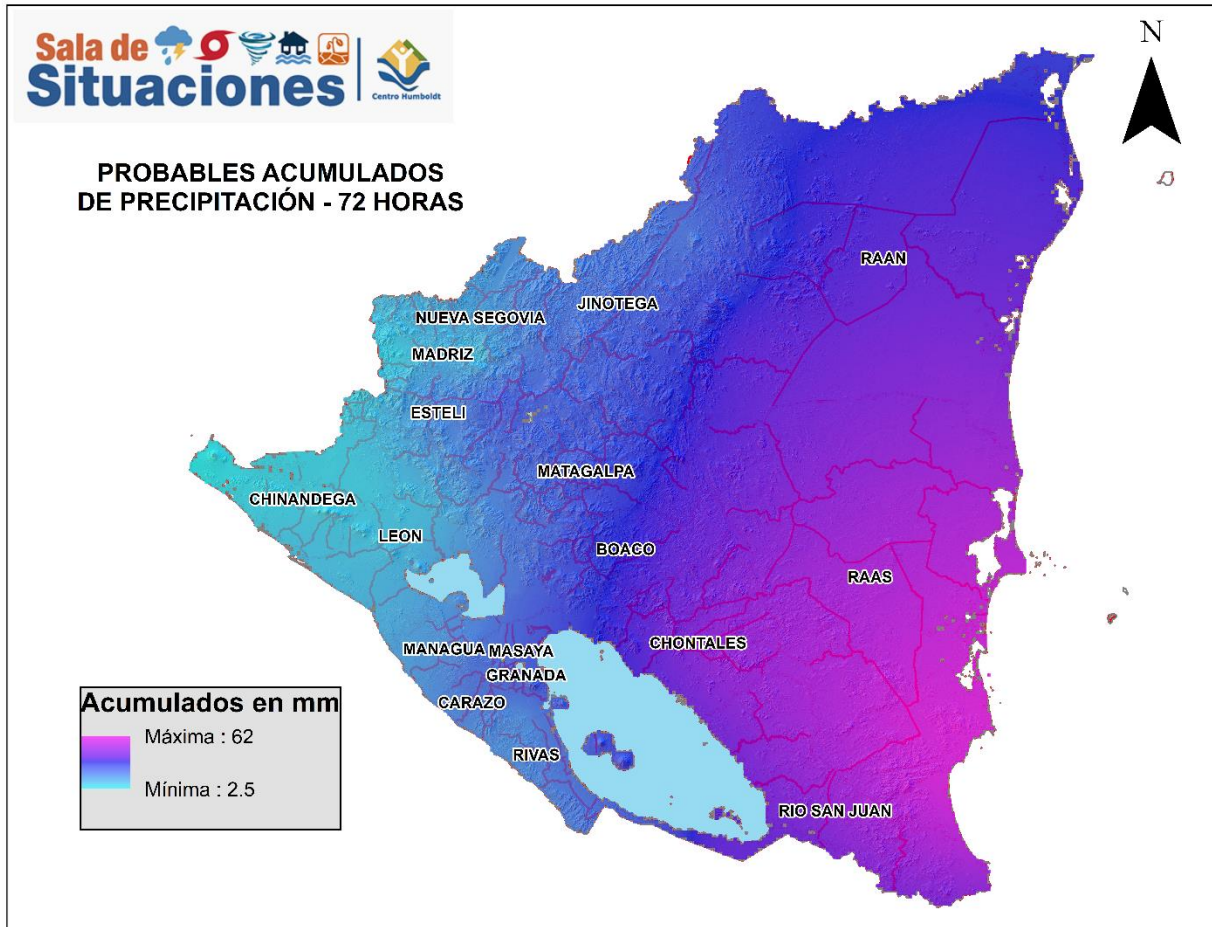 Sala de
Situaciones
Centro Humboldt
N
PROBABLES ACUMULADOS
DE PRECIPITACIÓN - 72 HORAS
RAAN
JINOTEGA
NUEVA SEGOVIA
MADRIZ
ESTELI
MATAGALPA
CHINANDEGA
LEON
BOACO
RAAS
CHONTALES
MANAGUA
MASAYA
GRANADA
CARAZO
RIVAS
RIO SAN JUAN
Acumulados en mm
Máxima : 62
Mínima : 2.5